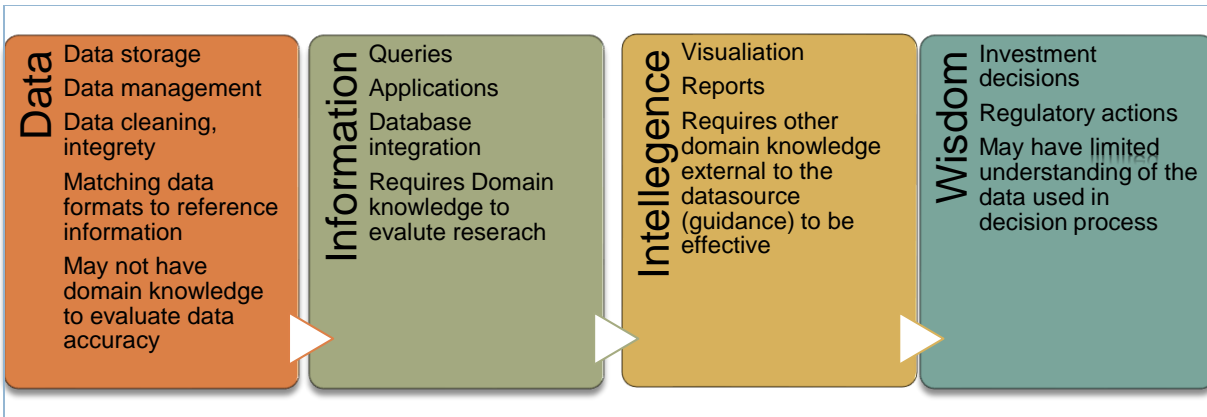 Data
Data storage
Data management
Data cleaning,
integrety
Matching data
formats to reference
information
May not have
domain knowledge
to evaluate data
accuracy
Information
Queries
Applications
Database
integration
Requires Domain
knowledge to
evalute reserach
Intellegence
Visualiation
Reports
Requires other
domain knowledge
external to the
datasource
(guidance) to be
effective
Wisdom
Investment
decisions
Regulatory actions
May have limited
understanding of the
data used in
decision process